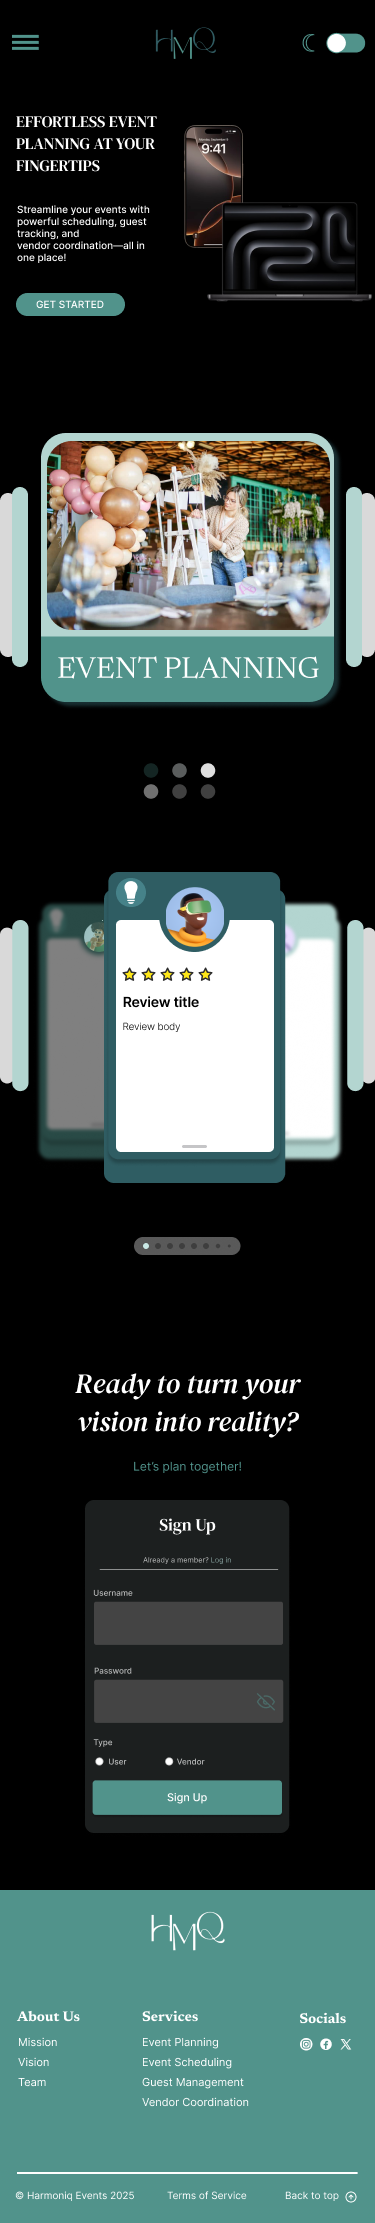 HMQ
EFFORTLESS EVENT
PLANNING AT YOUR
FINGERTIPS
9:41
Streamline your events with
powerful scheduling, guest
tracking, and
vendor coordination—all in
one place!
GET STARTED
EVENT PLANNING
Review title
Review body
Ready to turn your
vision into reality?
Let's plan together!
Sign Up
Already a member? Log in
Username
Password
Type
User Vendor
Sign Up
HMQ
About Us Services Socials
Mission Event Planning
Vision Event Scheduling
Team Guest Management
Vendor Coordination
© Harmoniq Events 2025 Terms of Service Back to top